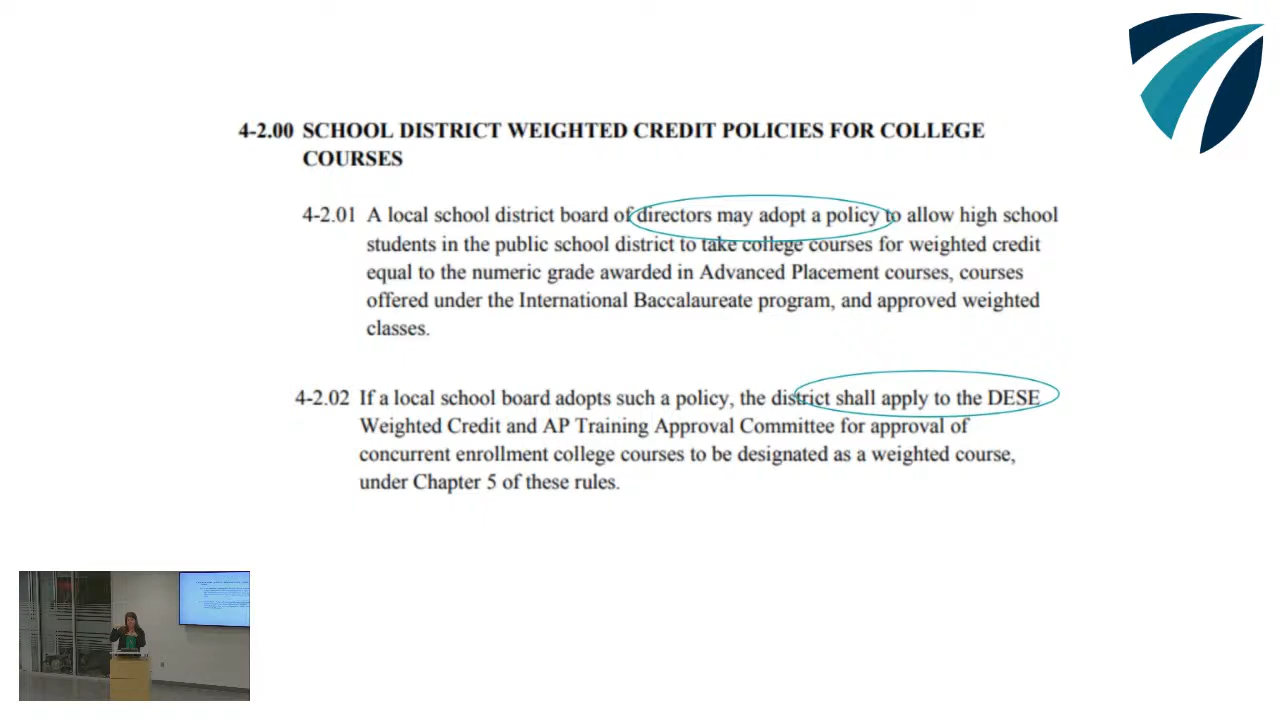 4-2.00 SCHOOL DISTRICT WEIGHTED CREDIT POLICIES FOR COLLEGE
COURSES
4-2.01 A local school district board of directors may adopt a policy to allow high school
students in the public school district to take college courses for weighted credit
equal to the numeric grade awarded in Advanced Placement courses, courses
offered under the International Baccalaureate program, and approved weighted
classes.
4-2.02 If a local school board adopts such a policy, the district shall apply to the DESE
Weighted Credit and AP Training Approval Committee for approval of
concurrent enrollment college courses to be designated as a weighted course,
under Chapter 5 of these rules.